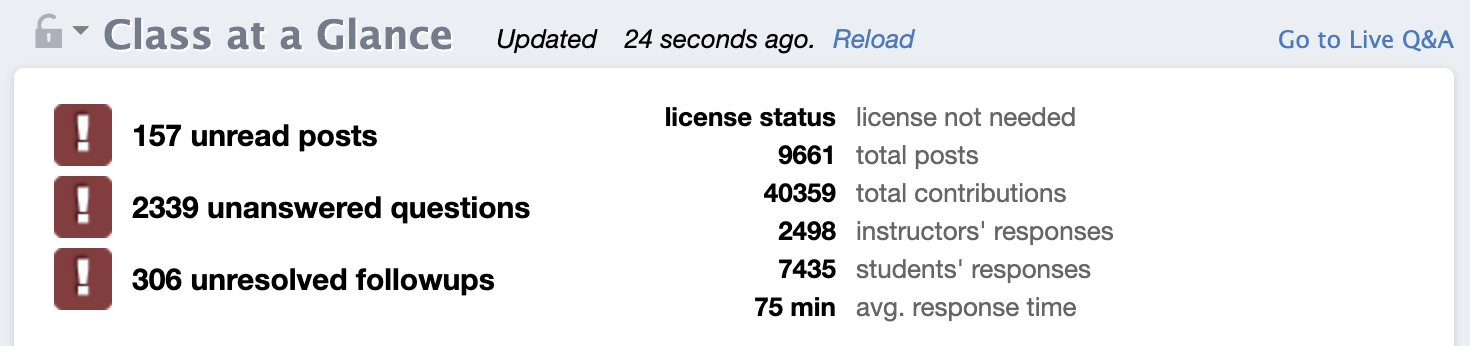 Class at a Glance Updated 24 seconds ago. Reload Go to Live Q&A
! 157 unread posts
! 2339 unanswered questions
! 306 unresolved followups
license status license not needed
9661 total posts
40359 total contributions
2498 instructors' responses
7435 students' responses
75 min avg. response time